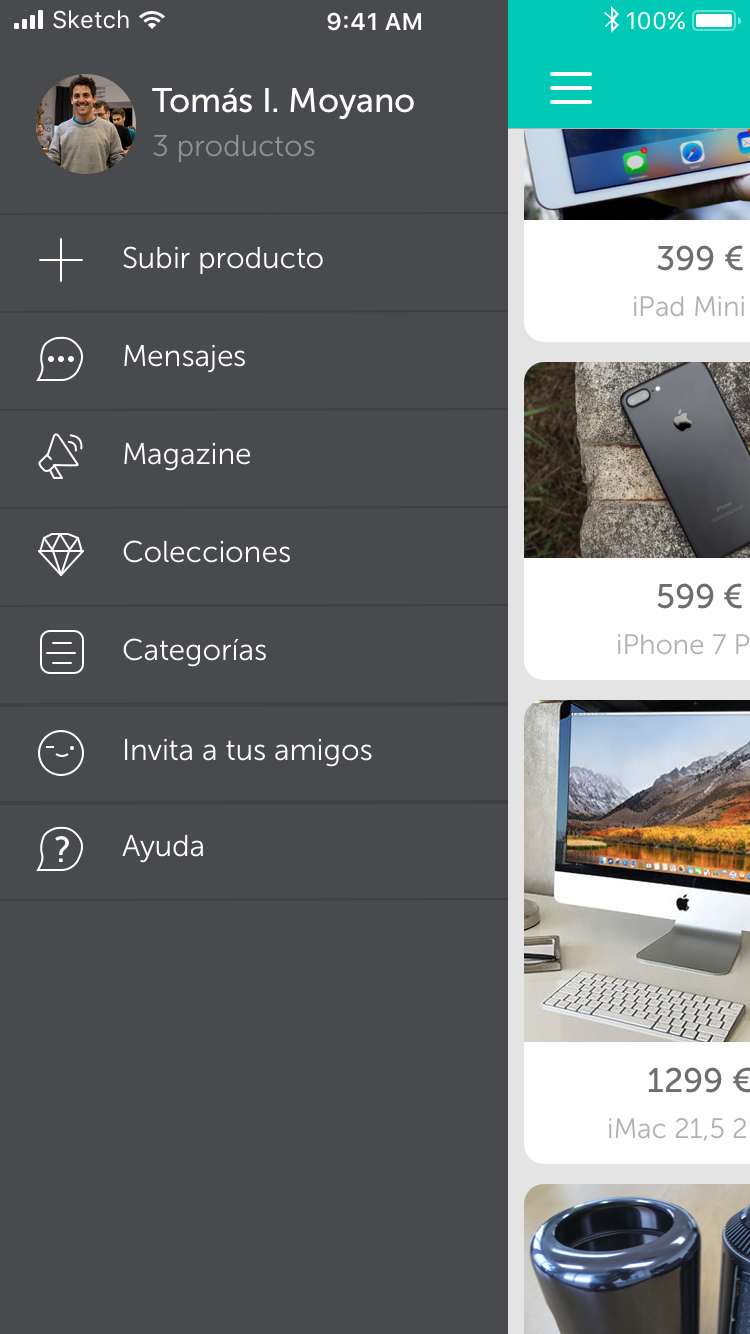 Sketch 9:41 AM 100%
Tomás I. Moyano
3 productos
Subir producto
Mensajes
Magazine
Colecciones
Categorías
Invita a tus amigos
Ayuda
399 €
iPad Mini
599 €
iPhone 7 P
1299 €
iMac 21,5 2